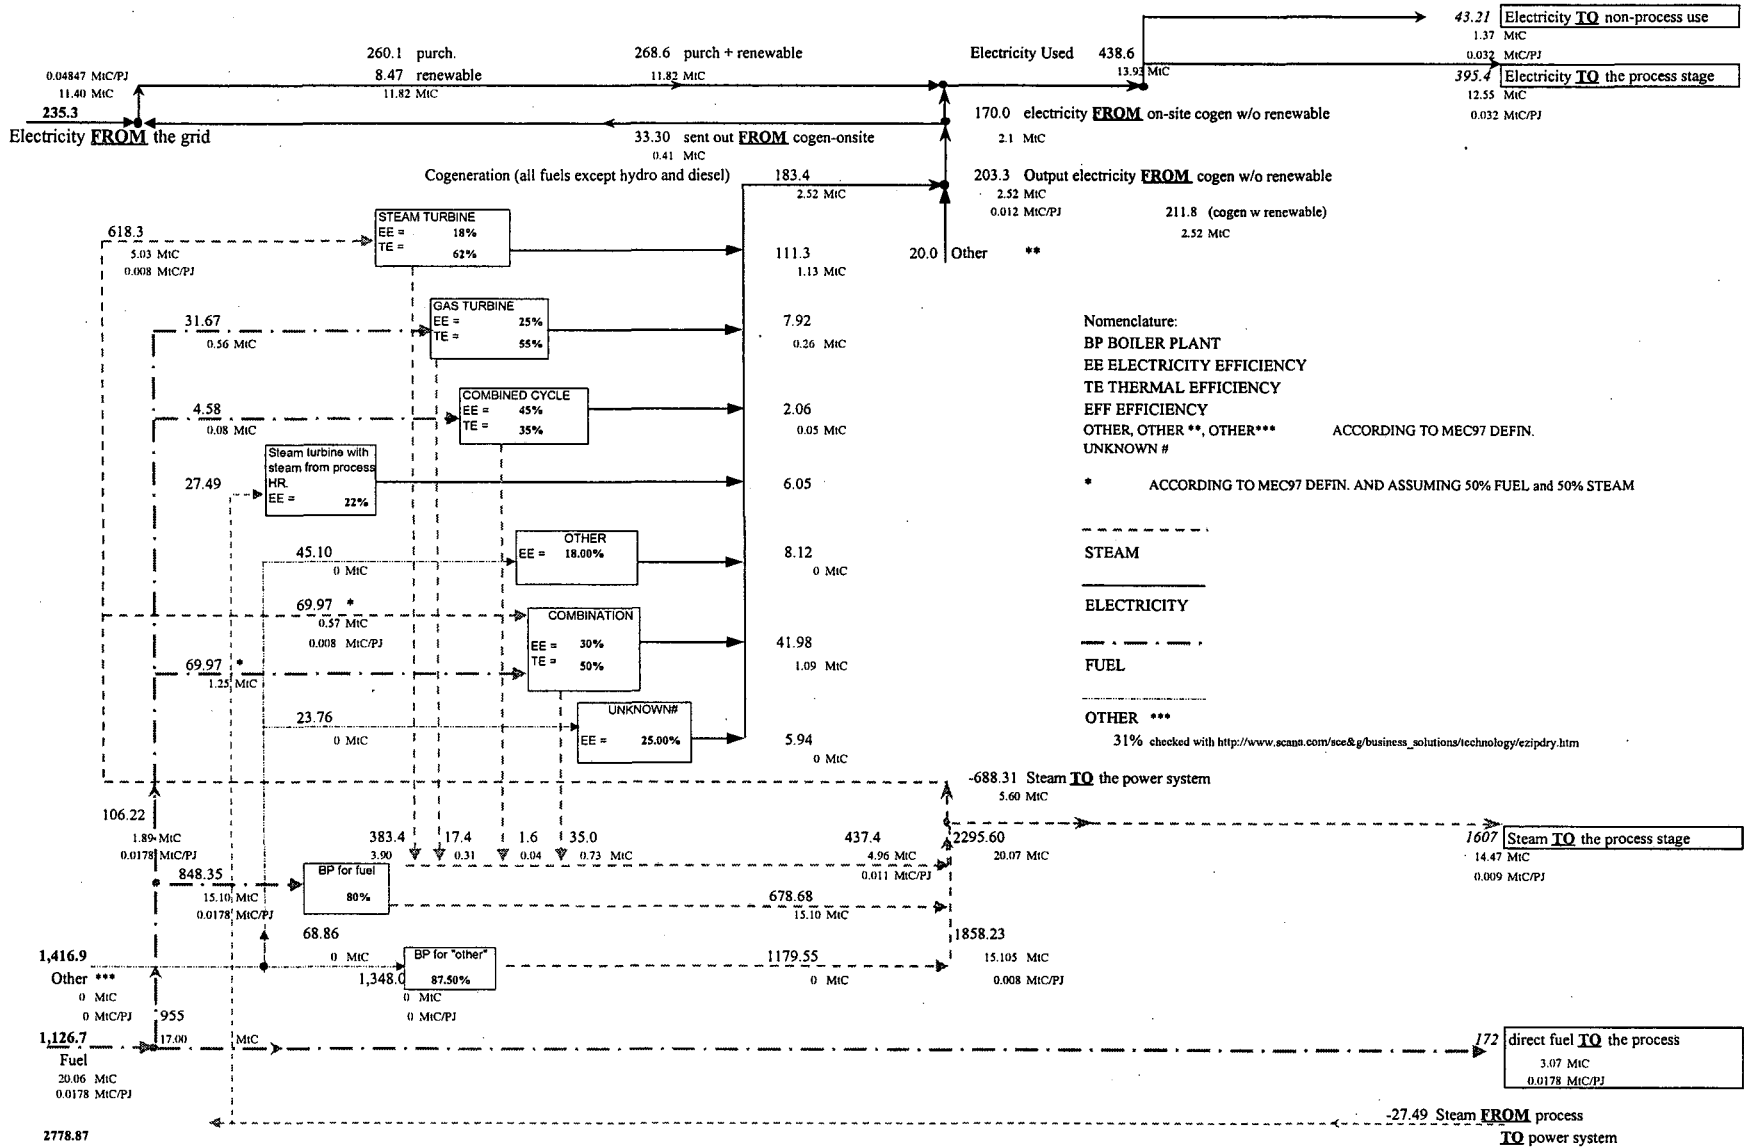 43.21 Electricity TO non-process use
1.37 MtC
0.032 MtC/PJ
260.1 purch.
268.6 purch + renewable
Electricity Used 438.6
13.93 MtC
0.04847 MtC/PJ
8.47 renewable
11.82 MtC
395.4 Electricity TO the process stage
11.40 MtC
11.82 MtC
12.55 MtC
235.3
170.0 electricity FROM on-site cogen w/o renewable
0.032 MtC/PJ
Electricity FROM the grid
33.30 sent out FROM cogen-onsite
2.1 MtC
0.41 MtC
Cogeneration (all fuels except hydro and diesel)
183.4
203.3 Output electricity FROM cogen w/o renewable
2.52 MtC
2.52 MtC
0.012 MtC/PJ
211.8 (cogen w renewable)
2.52 MtC
20.0 Other **
618.3
5.03 MtC
0.008 MtC/PJ
STEAM TURBINE
EE = 18%
TE =
62%
111.3
1.13 MtC
31.67
0.56 MtC
GAS TURBINE
EE = 25%
TE =
55%
7.92
0.26 MtC
Nomenclature:
BP BOILER PLANT
EE ELECTRICITY EFFICIENCY
TE THERMAL EFFICIENCY
EFF EFFICIENCY
OTHER, OTHER **, OTHER*** ACCORDING TO MEC97 DEFIN.
UNKNOWN #
* ACCORDING TO MEC97 DEFIN. AND ASSUMING 50% FUEL and 50% STEAM
4.58
0.08 MtC
COMBINED CYCLE
EE = 45%
TE = 35%
2.06
0.05 MtC
27.49
Steam turbine with
steam from process
HR.
EE = 22%
6.05
STEAM
ELECTRICITY
FUEL
OTHER ***
31% checked with http://www.scana.com/sce&g/business_solutions/technology/ezipdry.htm
45.10
0 MtC
OTHER
EE = 18.00%
8.12
0 MtC
69.97 *
0.57 MtC
0.008 MtC/PJ
COMBINATION
EE = 30%
TE = 50%
41.98
1.09 MtC
69.97 *
1.25 MtC
23.76
0 MtC
UNKNOWN#
EE = 25.00%
5.94
0 MtC
-688.31 Steam TO the power system
5.60 MtC
106.22
1.89 MtC
0.0178 MtC/PJ
383.4 17.4 1.6 35.0
3.90 0.31 0.04 0.73 MtC
437.4
4.96 MtC
0.011 MtC/PJ
2295.60
20.07 MtC
1607 Steam TO the process stage
14.47 MtC
0.009 MtC/PJ
848.35
15.10 MtC
0.0178 MtC/PJ
BP for fuel
80%
678.68
15.10 MtC
68.86
0 MtC
1858.23
15.105 MtC
0.008 MtC/PJ
1,416.9
Other ***
0 MtC
0 MtC/PJ
1,348.0
0 MtC
0 MtC/PJ
BP for "other"
87.50%
1179.55
0 MtC
955
17.00 MtC
1,126.7
Fuel
20.06 MtC
0.0178 MtC/PJ
172 direct fuel TO the process
3.07 MtC
0.0178 MtC/PJ
-27.49 Steam FROM process
TO power system
2778.87